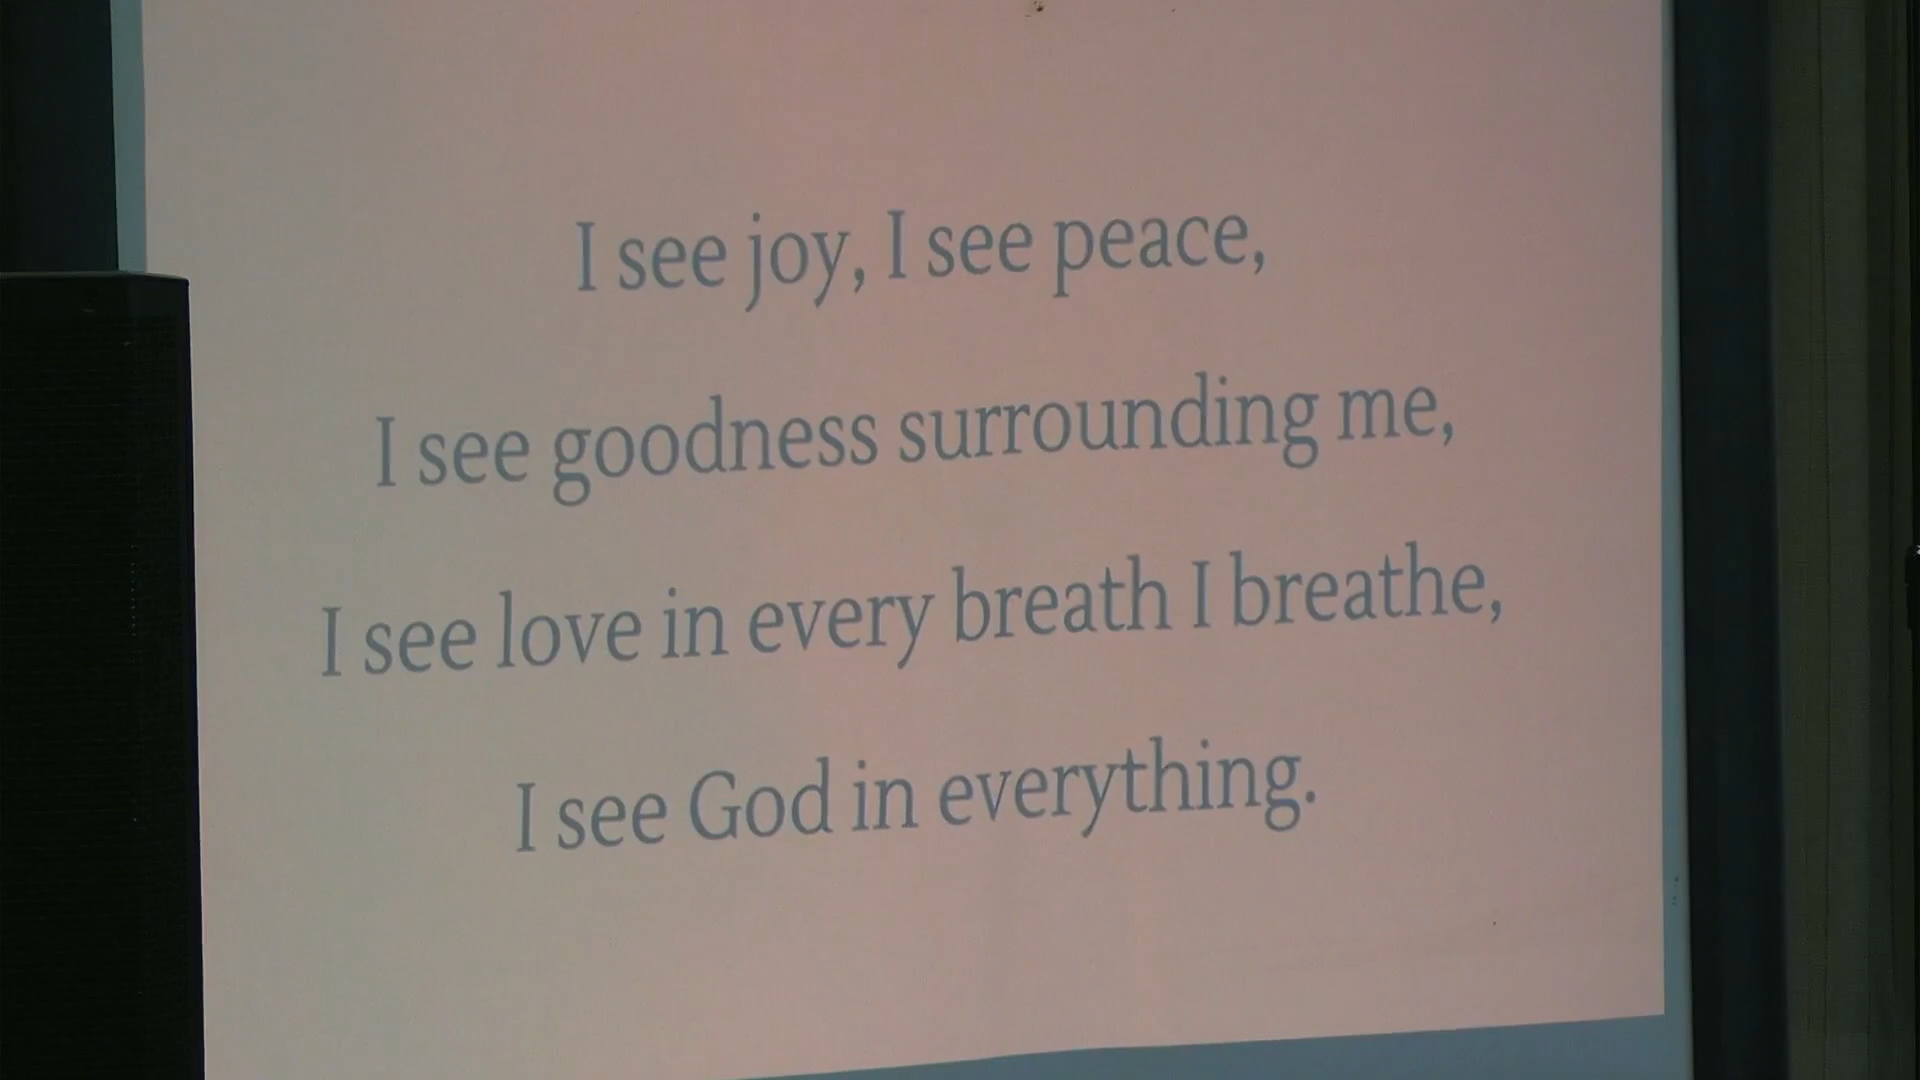 I see joy, I see peace,
I see goodness surrounding me,
I see love in every breath I breathe,
I see God in everything.